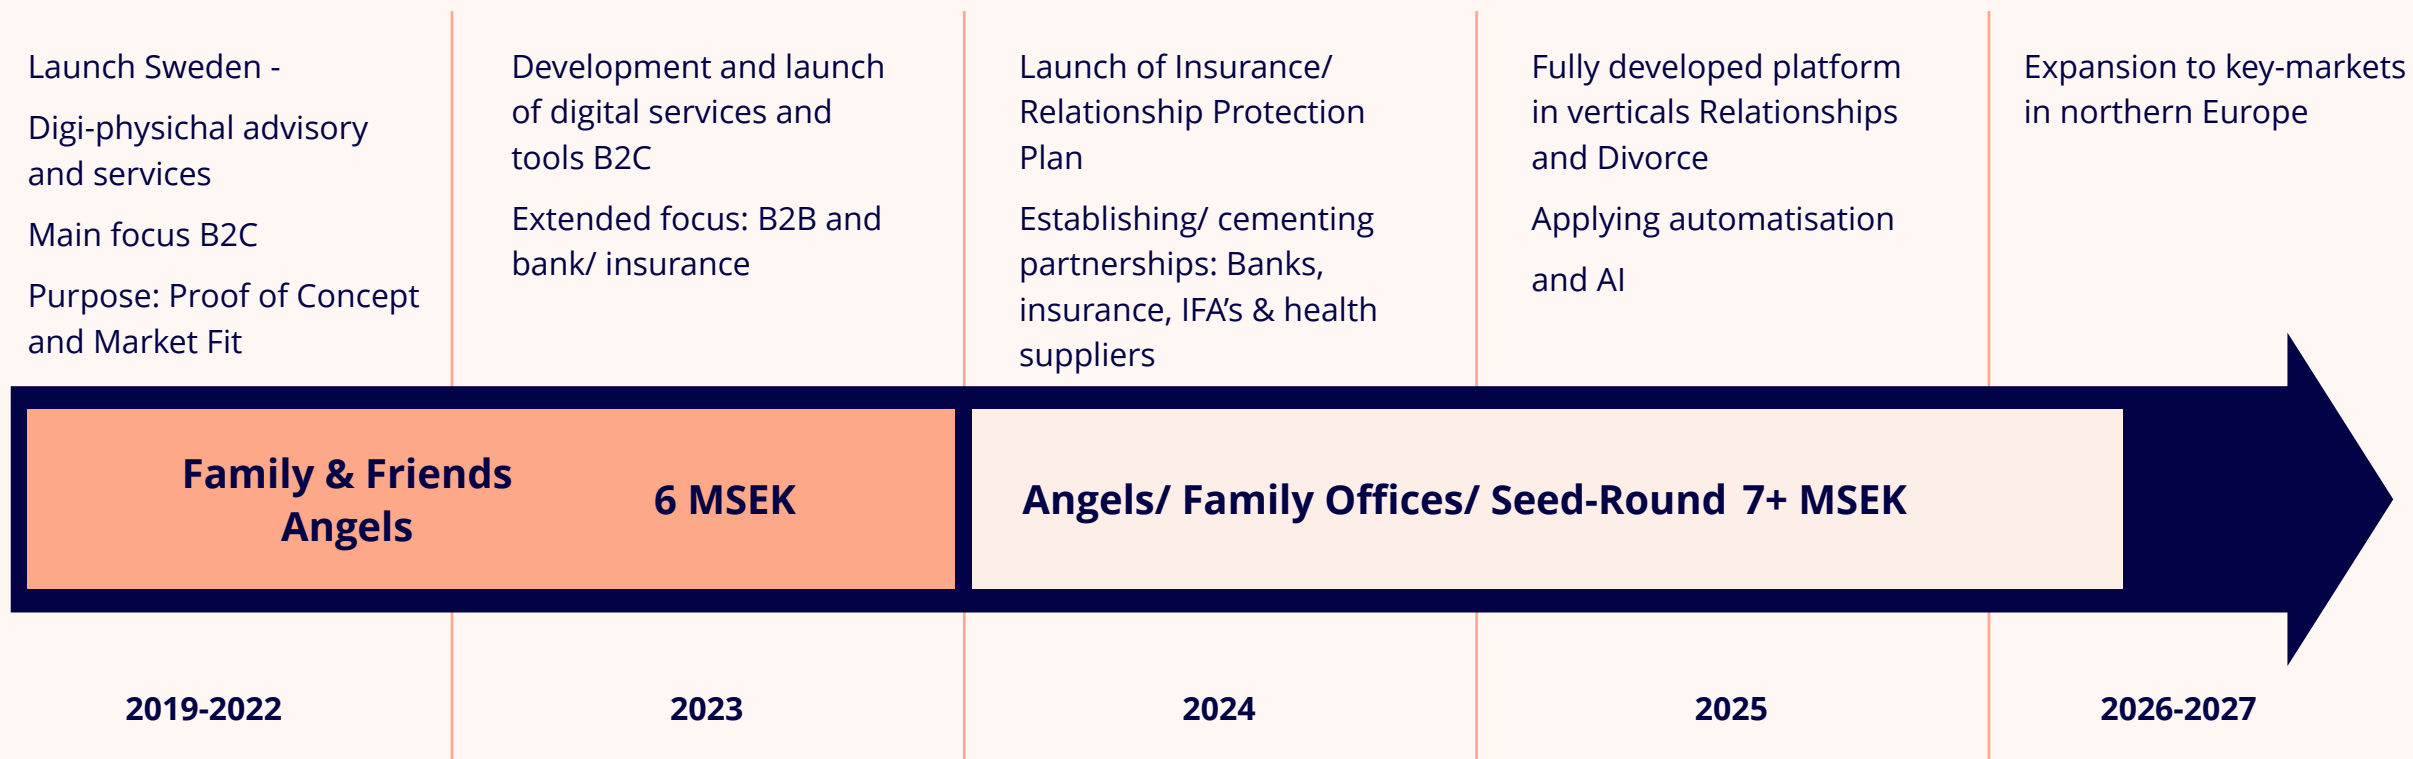 Launch Sweden -
Digi-physichal advisory
and services
Main focus B2C
Purpose: Proof of Concept
and Market Fit
Development and launch
of digital services and
tools B2C
Extended focus: B2B and
bank/ insurance
Launch of Insurance/
Relationship Protection
Plan
Establishing/ cementing
partnerships: Banks,
insurance, IFA’s & health
suppliers
Fully developed platform
in verticals Relationships
and Divorce
Applying automatisation
and AI
Expansion to key-markets
in northern Europe
Family & Friends
Angels
6 MSEK
Angels/ Family Offices/ Seed-Round 7+ MSEK
2019-2022
2023
2024
2025
2026-2027